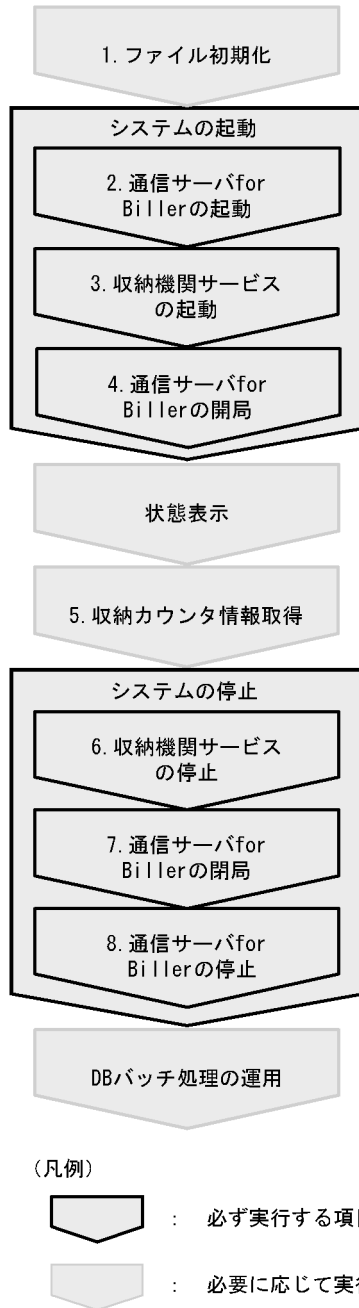 1. ファイル初期化
システムの起動
2. 通信サーバfor
Billerの起動
3. 収納機関サービス
の起動
4. 通信サーバfor
Billerの開局
状態表示
5. 収納カウンタ情報取得
システムの停止
6. 収納機関サービス
の停止
7. 通信サーバfor
Billerの閉局
8. 通信サーバfor
Billerの停止
DBバッチ処理の運用
(凡例)
: 必ず実行する項
: 必要に応じて実